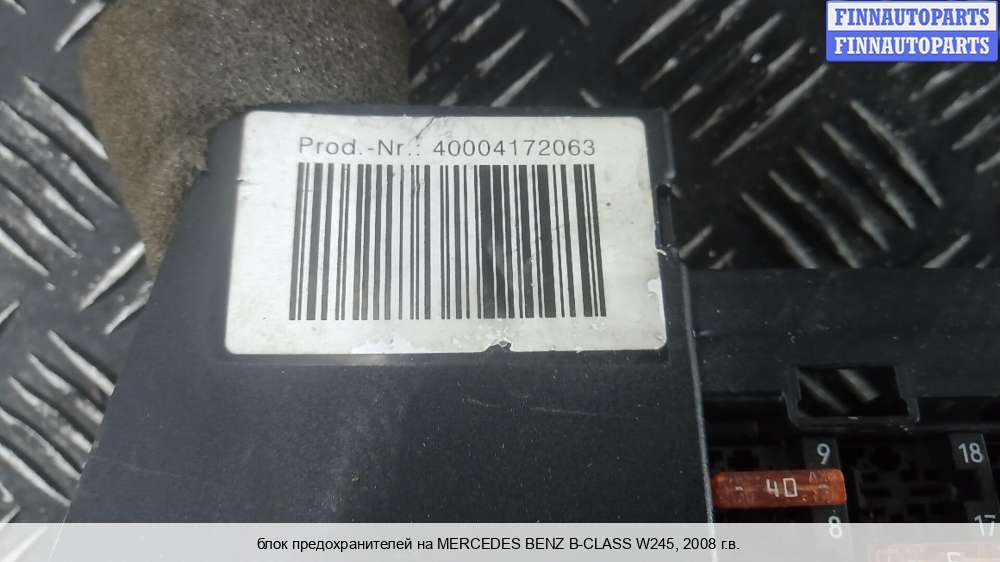 FINNAUTOPARTS
FINNAUTOPARTS
Prod.-Nr.: 40004172063
9
18
- 40 -
8
17
блок предохранителей на MERCEDES BENZ B-CLASS W245, 2008 г.в.